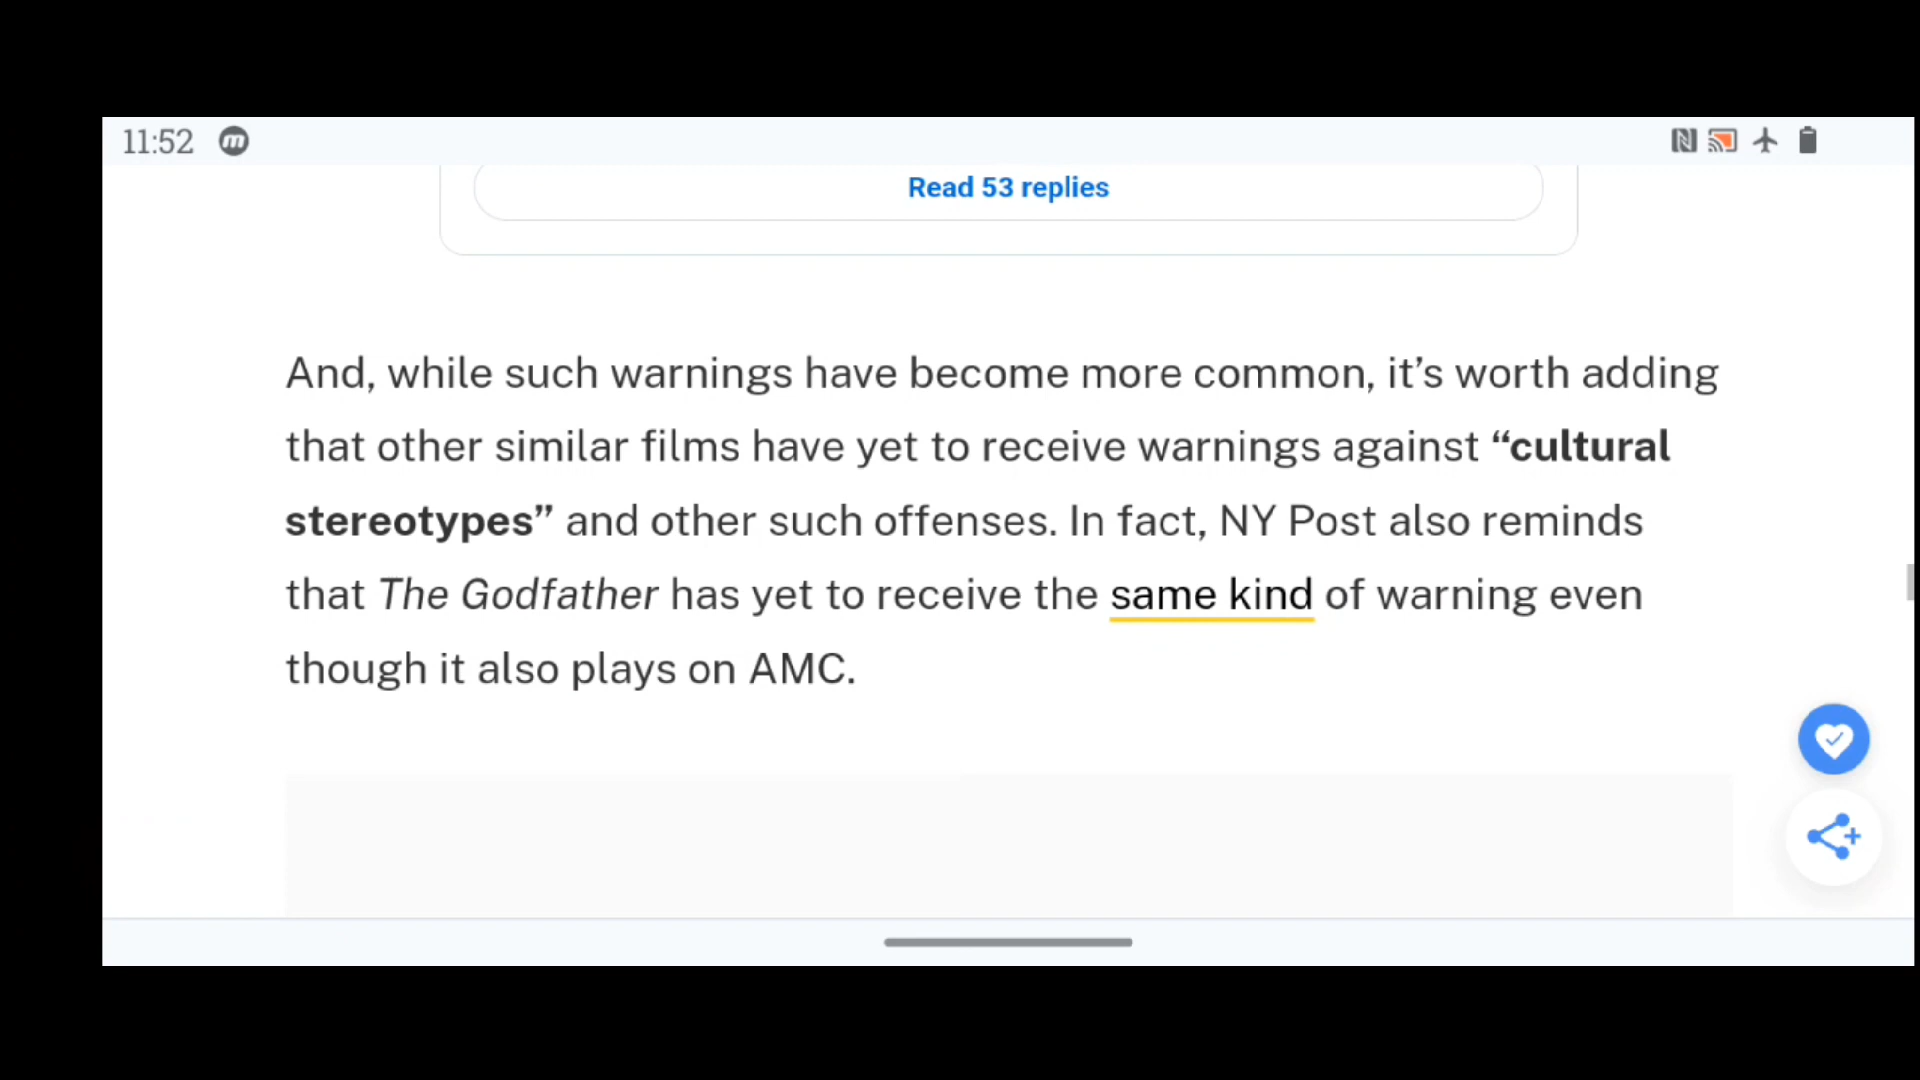 11:52
Read 53 replies
And, while such warnings have become more common, it’s worth adding
that other similar films have yet to receive warnings against “cultural
stereotypes” and other such offenses. In fact, NY Post also reminds
that The Godfather has yet to receive the same kind of warning even
though it also plays on AMC.